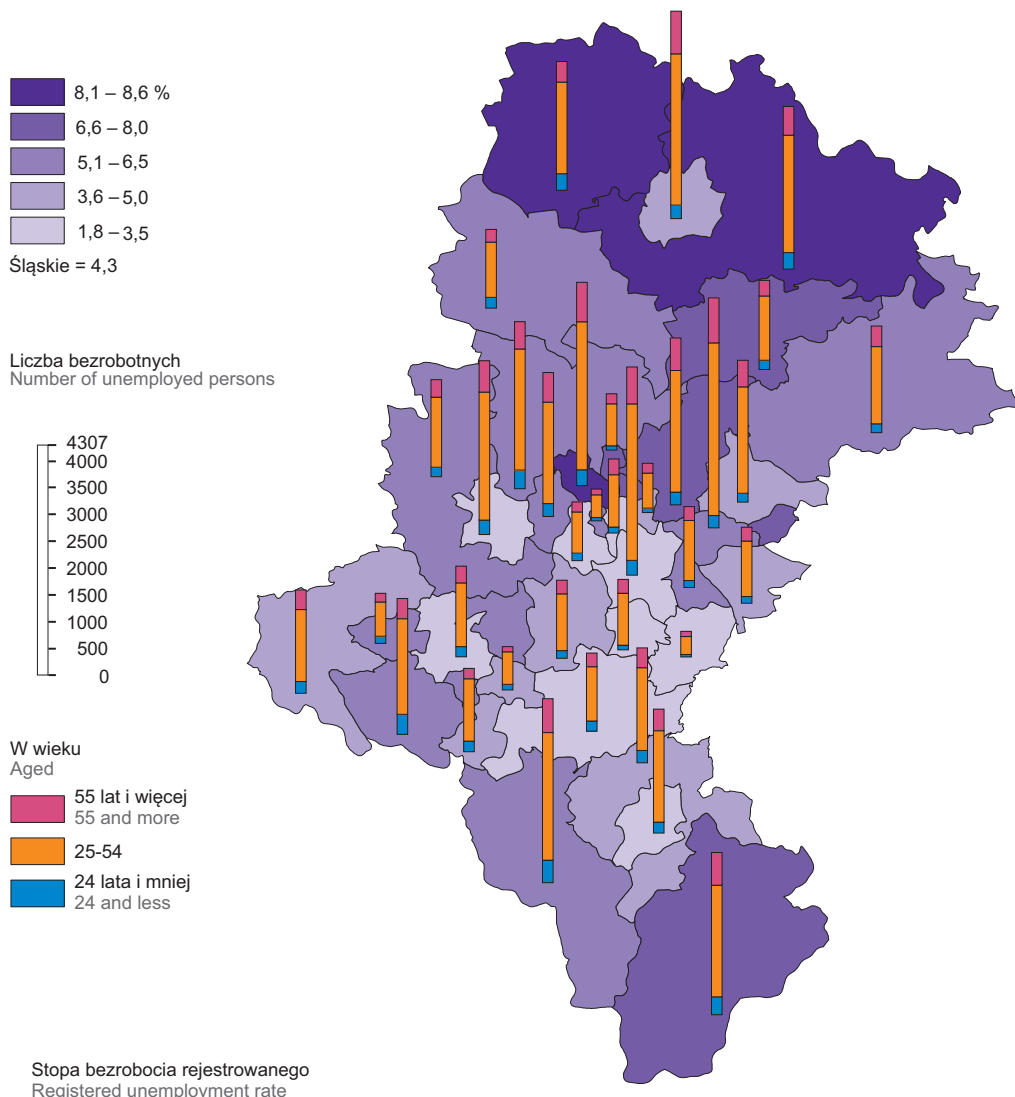 8,1 – 8,6 %
6,6 – 8,0
5,1 – 6,5
3,6 – 5,0
1,8 – 3,5
Śląskie = 4,3
Liczba bezrobotnych
Number of unemployed persons
4307
4000
3500
3000
2500
2000
1500
1000
500
0
W wieku
Aged
55 lat i więcej
55 and more
25-54
24 lata i mniej
24 and less
Stopa bezrobocia rejestrowanego
Registered unemployment rate